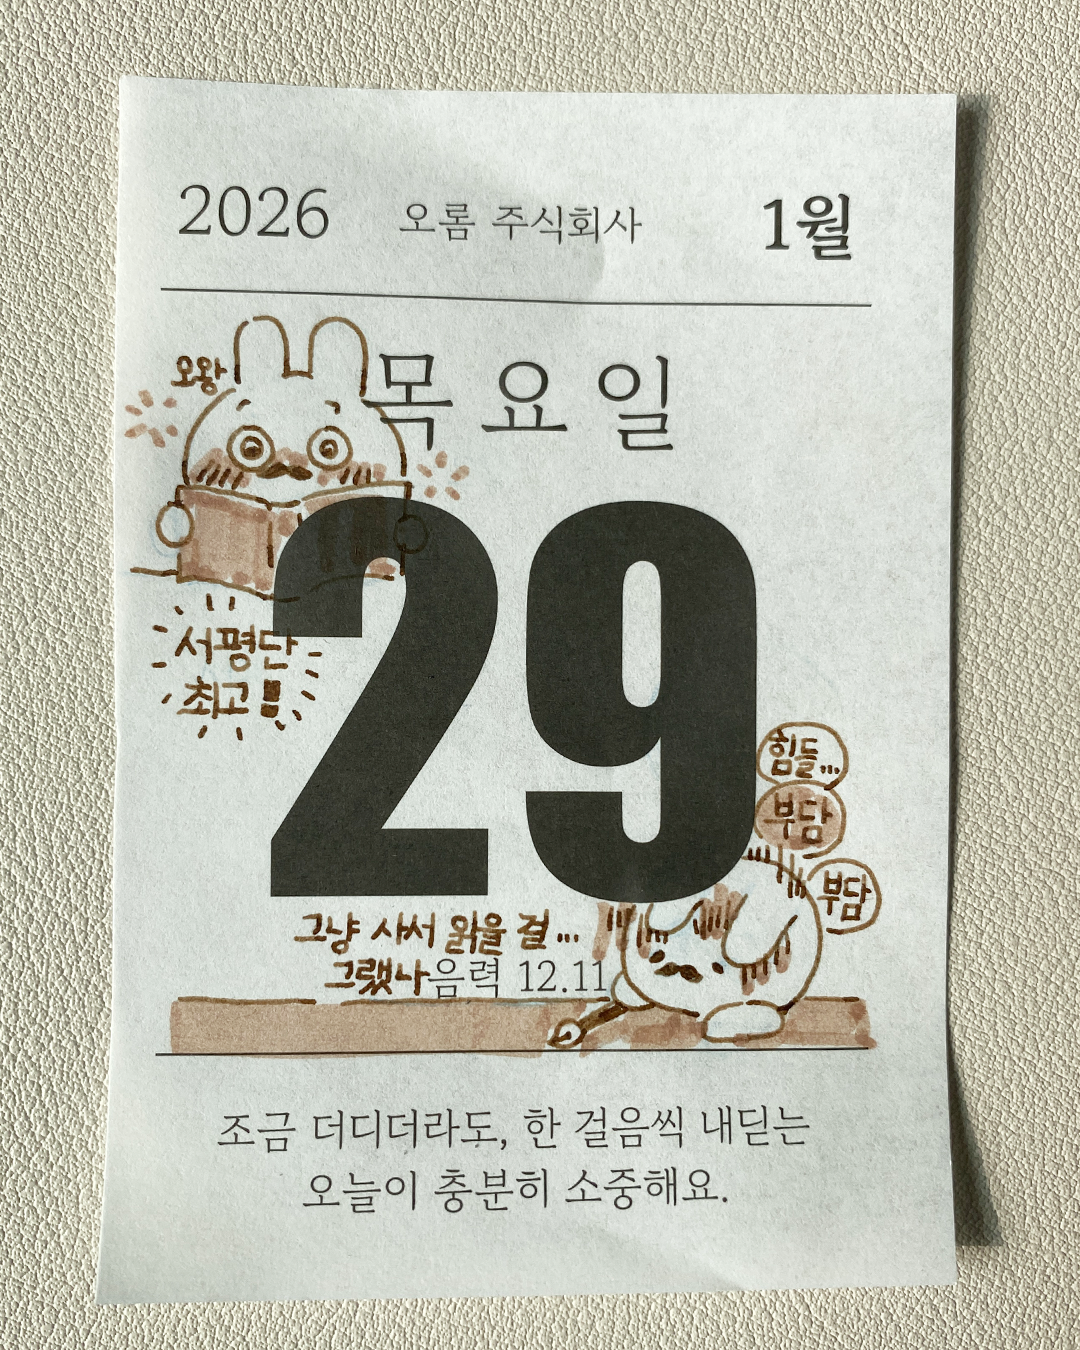 2026 오롬 주식회사 1월
오왕
목요일
29
서평단
최고!!
힘들...
부담
부담
그냥 사서 읽을 걸...
그랬나
음력 12.11
조금 더디더라도, 한 걸음씩 내딛는
오늘이 충분히 소중해요.